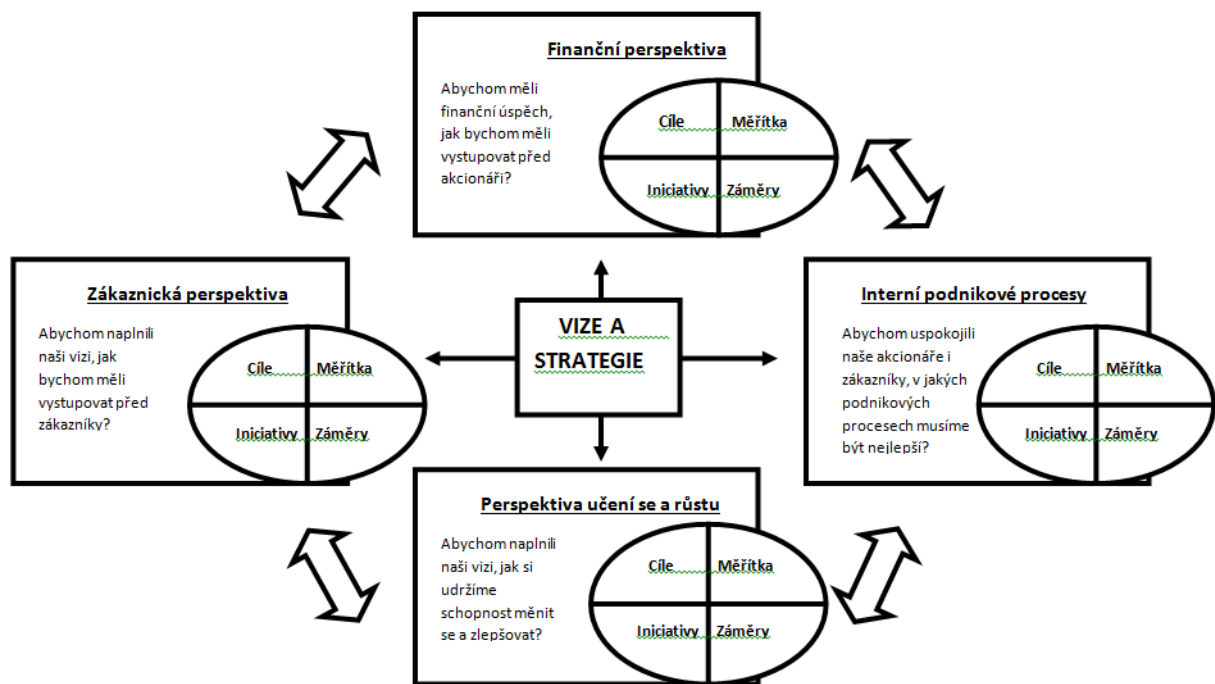 Finanční perspektiva
Abychom měli
finanční úspěch,
jak bychom měli
vystupovat před
akcionáři?
Cíle
Měřítka
Iniciativy
Záměry
Zákaznická perspektiva
Abychom naplnili
naši vizi, jak
bychom měli
vystupovat před
zákazníky?
Cíle
Měřítka
Iniciativy
Záměry
VIZE A
STRATEGIE
Interní podnikové procesy
Abychom uspokojili
naše akcionáře i
zákazníky, v jakých
podnikových
procesech musíme
být nejlepší?
Cíle
Měřítka
Iniciativy
Záměry
Perspektiva učení se a růstu
Abychom naplnili
naši vizi, jak si
udržíme
schopnost měnit
se a zlepšovat?
Cíle
Měřítka
Iniciativy
Záměry